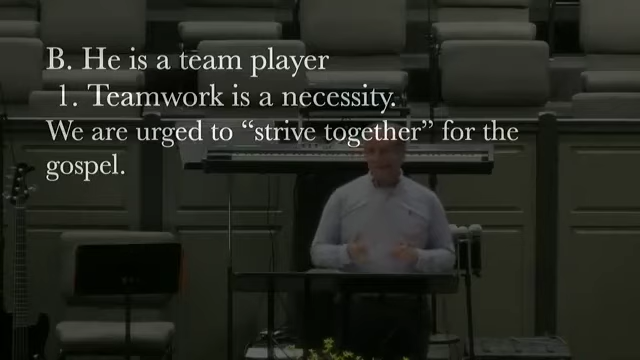 B. He is a team player
1. Teamwork is a necessity.
We are urged to “strive together” for the
gospel.